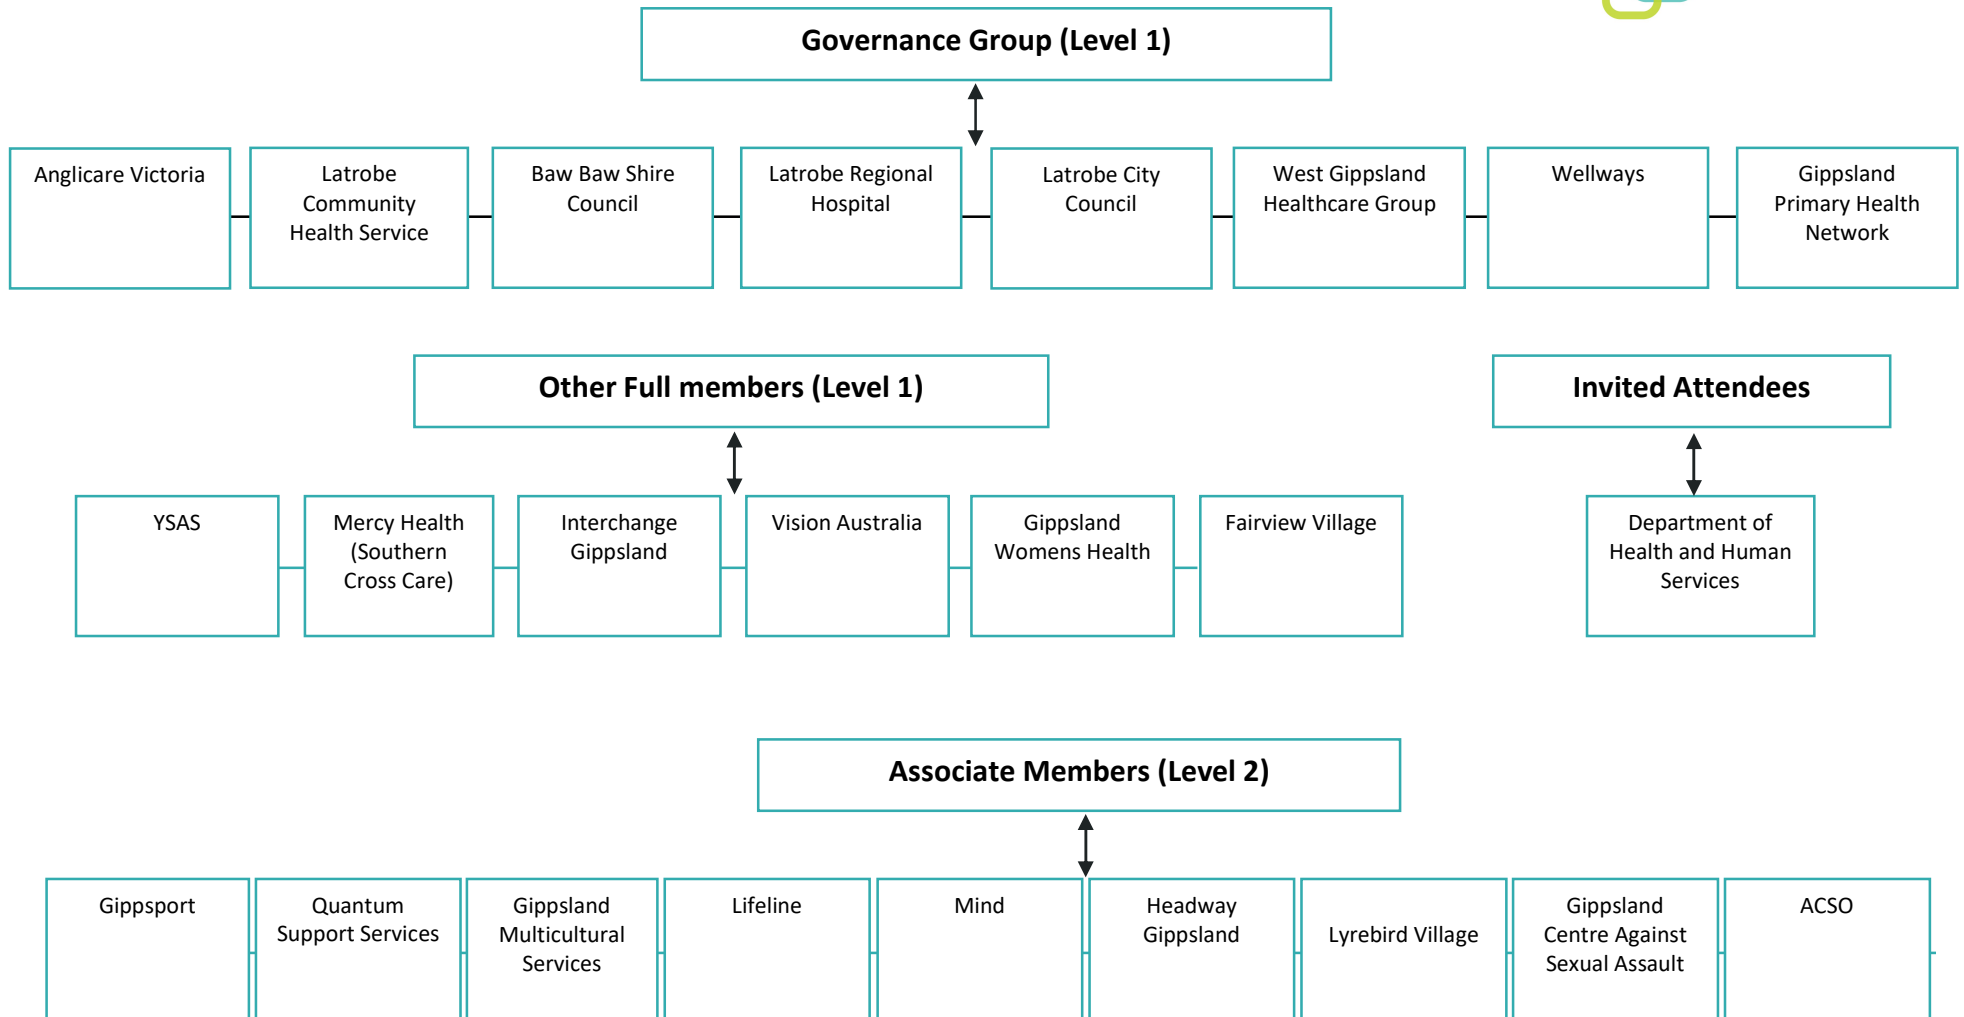 Governance Group (Level 1)
Anglicare Victoria
Latrobe
Community
Health Service
Baw Baw Shire
Council
Latrobe Regional
Hospital
Latrobe City
Council
West Gippsland
Healthcare Group
Wellways
Gippsland
Primary Health
Network
Other Full members (Level 1)
Invited Attendees
YSAS
Mercy Health
(Southern
Cross Care)
Interchange
Gippsland
Vision Australia
Gippsland
Womens Health
Fairview Village
Department of
Health and Human
Services
Associate Members (Level 2)
Gippsport
Quantum
Support Services
Gippsland
Multicultural
Services
Lifeline
Mind
Headway
Gippsland
Lyrebird Village
Gippsland
Centre Against
Sexual Assault
ACSO